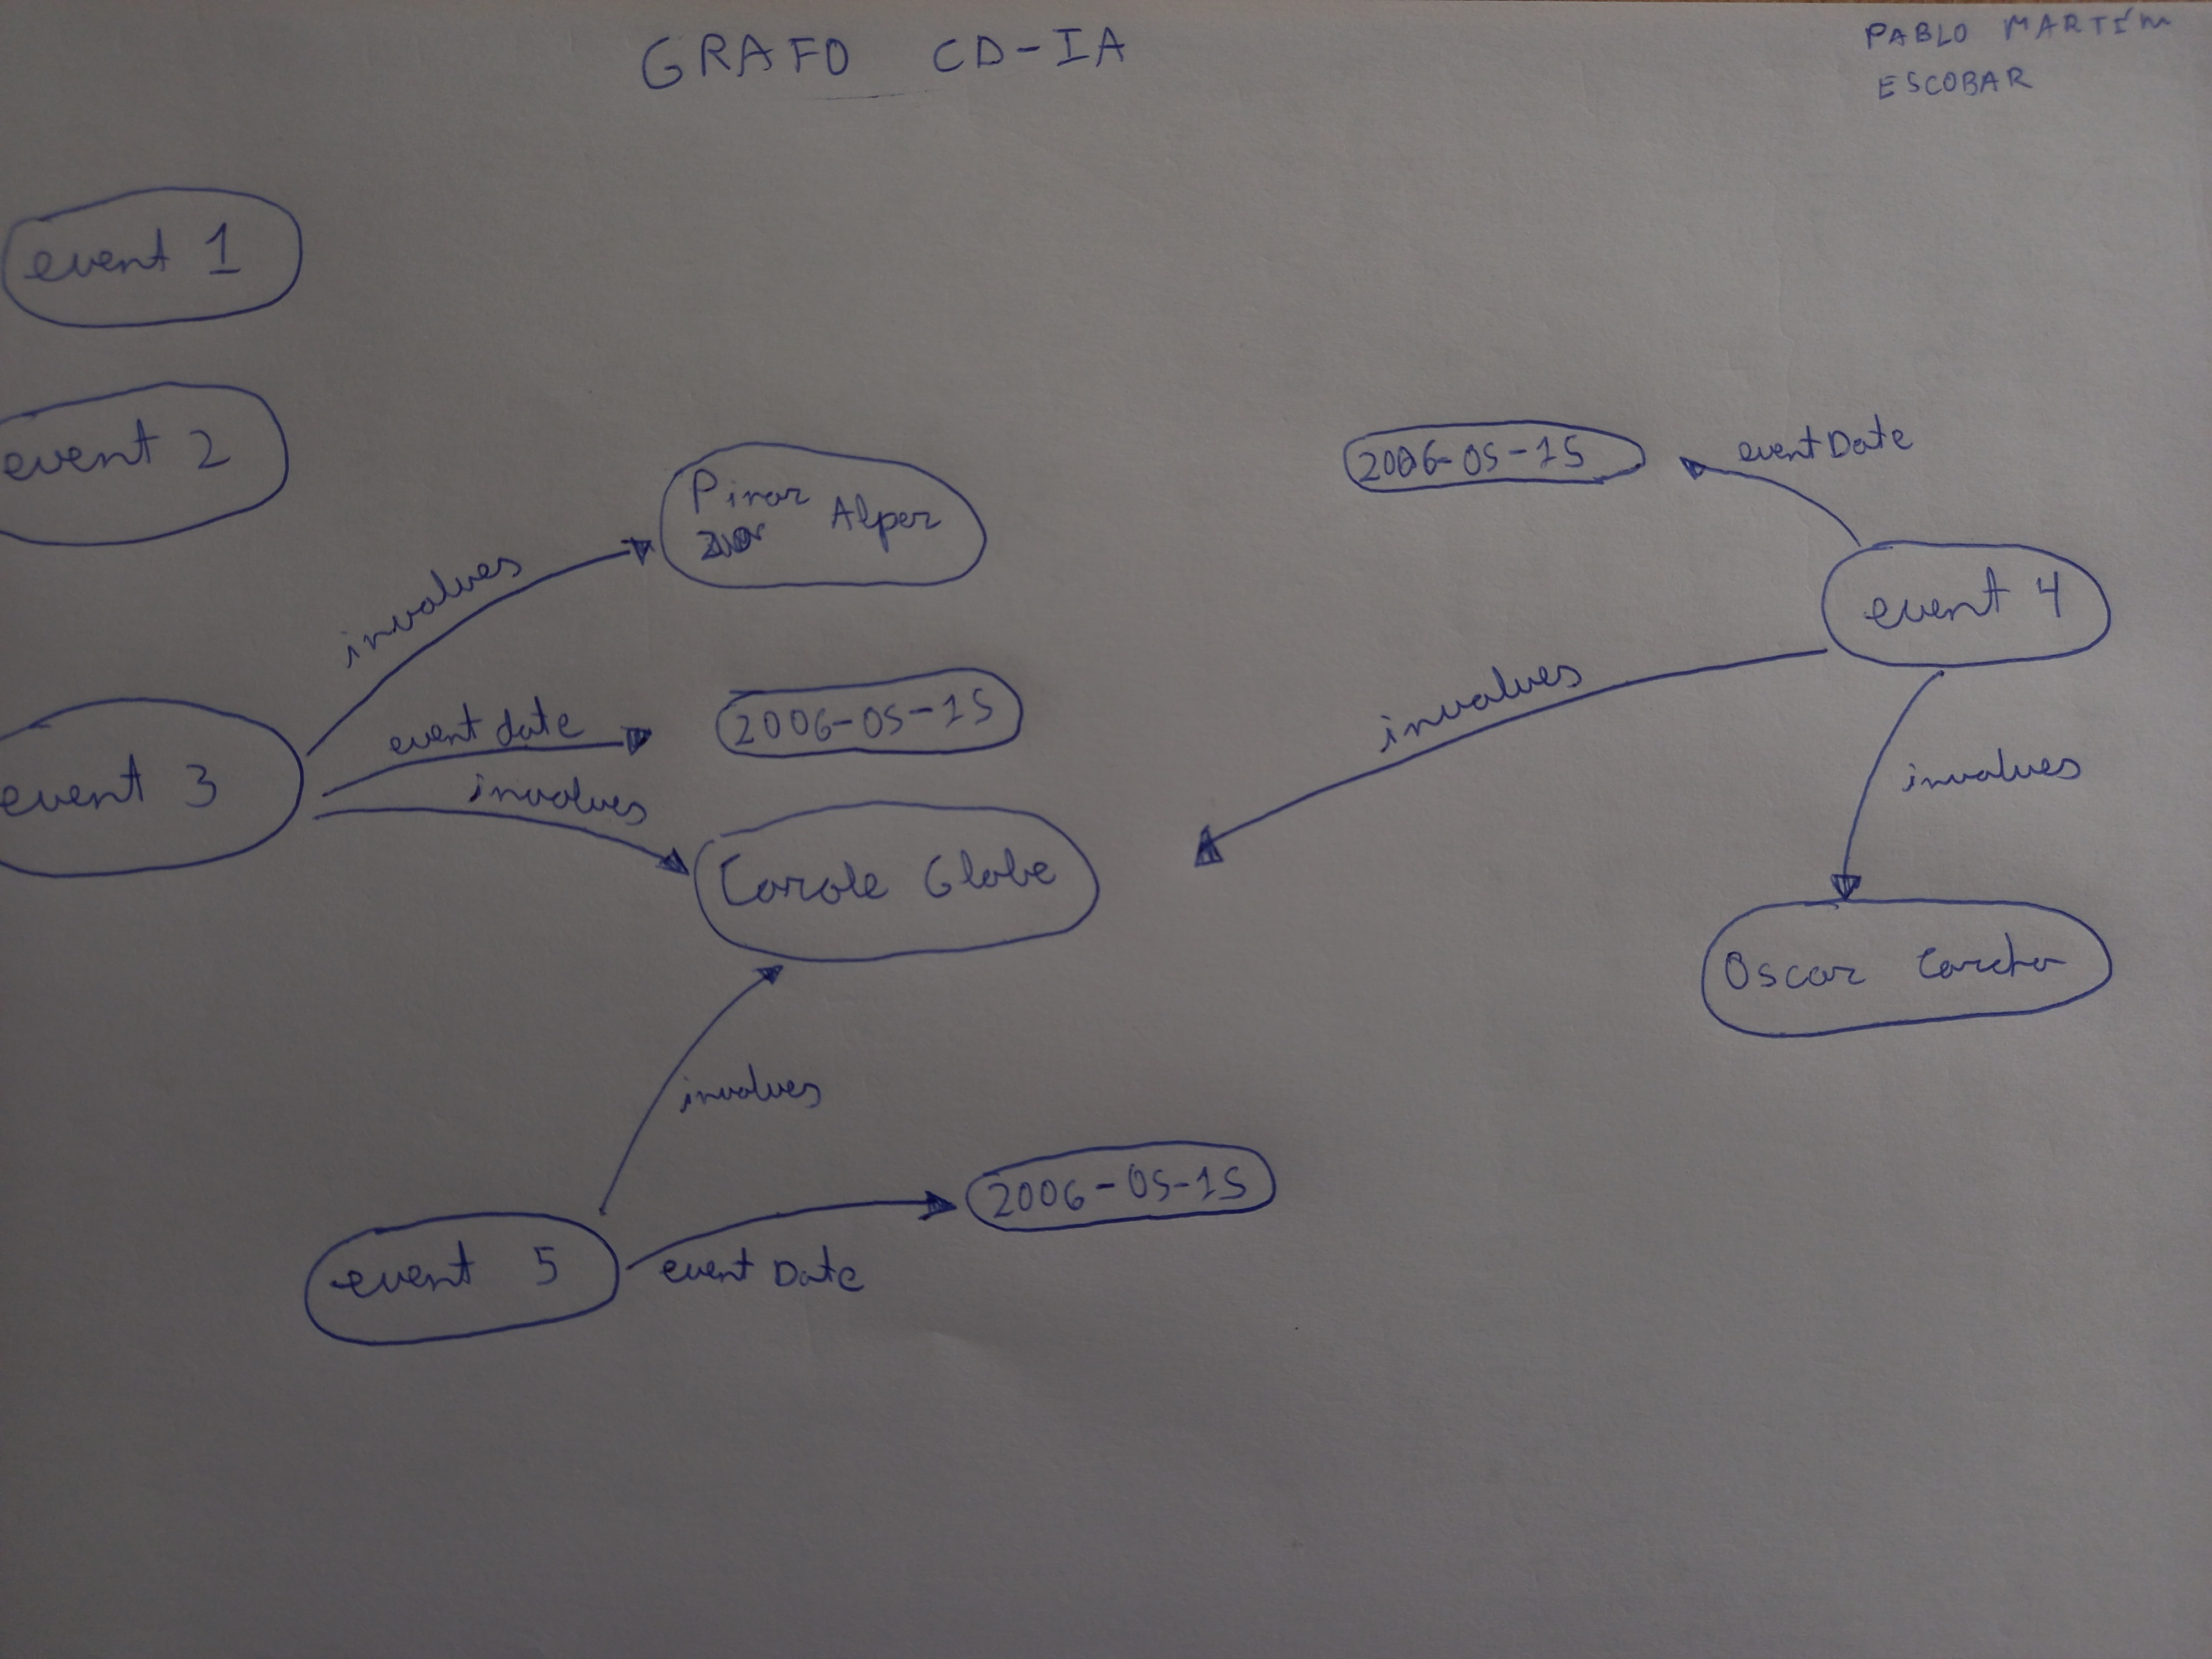 GRAFO CD-IA
PABLO MARTÍN
ESCOBAR
event 1
event 2
event 3
involves
Pinar
Alper
event date
2006-05-15
involves
Carole Globe
2006-05-15
eventDate
event 4
involves
involves
Oscar
involves
event 5
event Date
2006-05-15